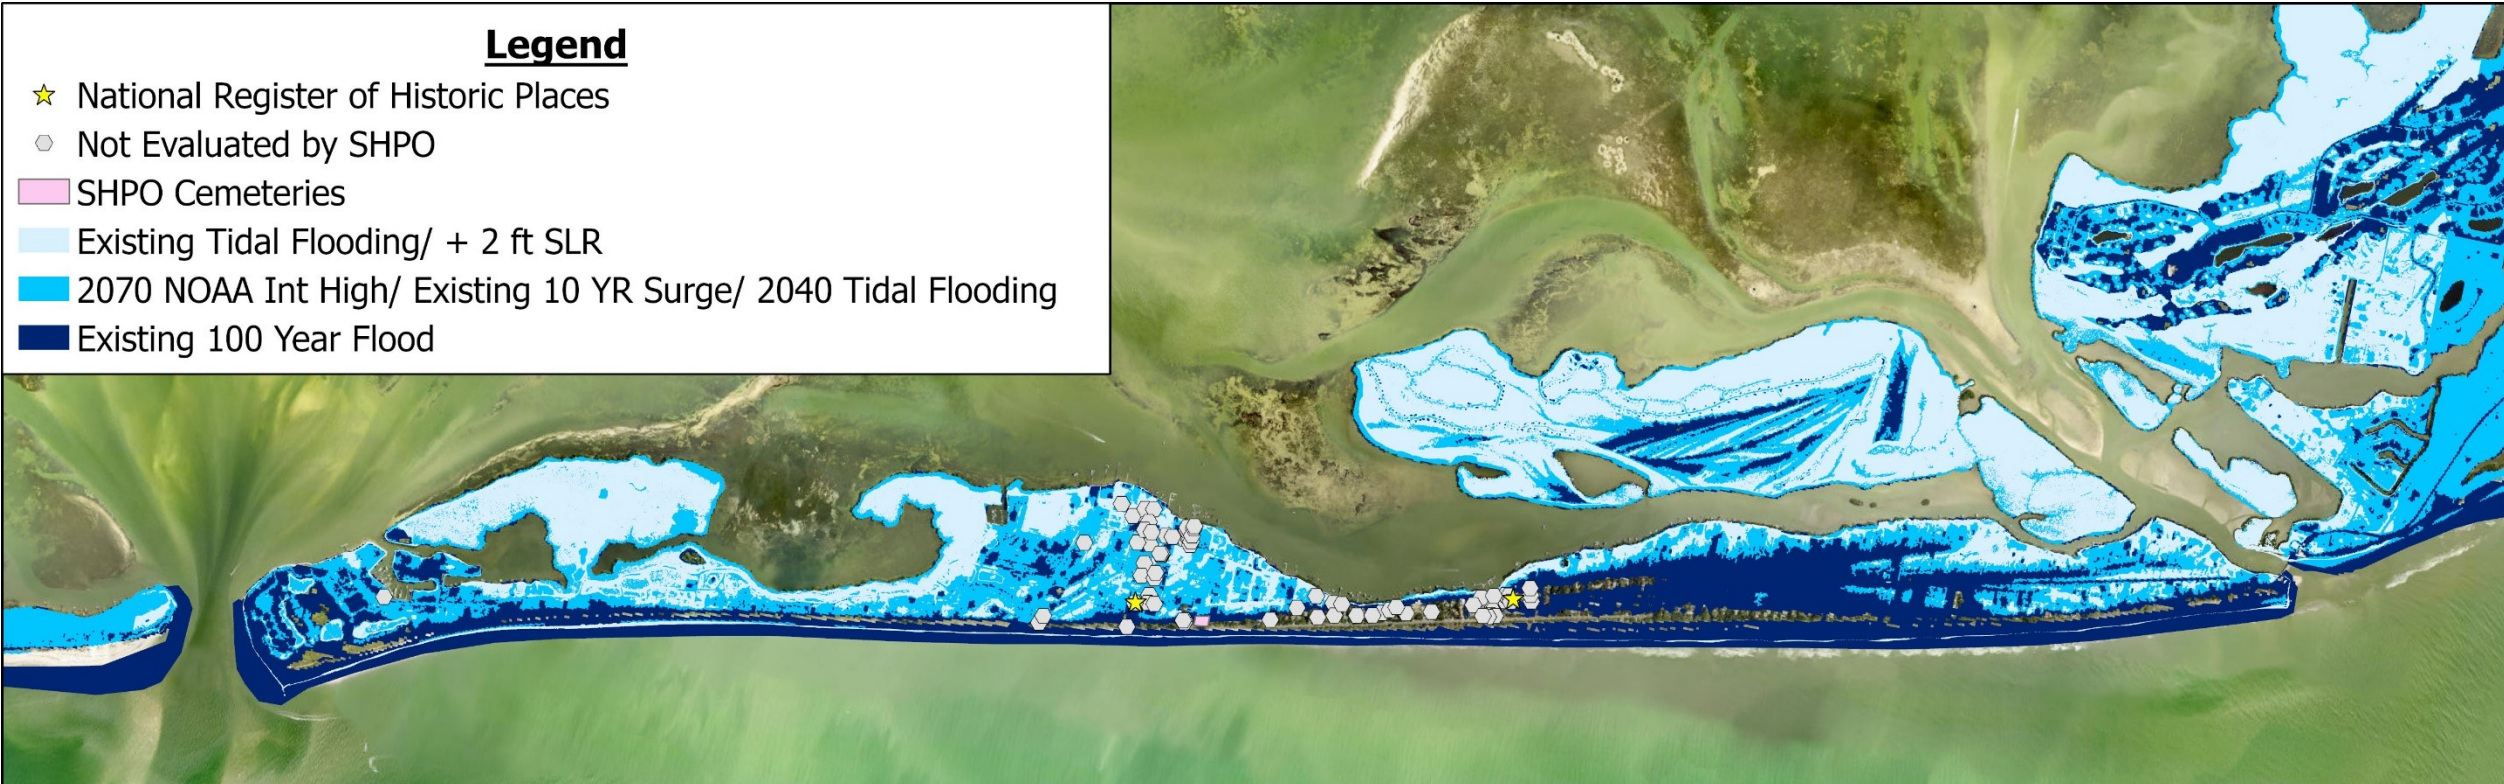 Legend
National Register of Historic Places
Not Evaluated by SHPO
SHPO Cemeteries
Existing Tidal Flooding/ + 2 ft SLR
2070 NOAA Int High/ Existing 10 YR Surge/ 2040 Tidal Flooding
Existing 100 Year Flood